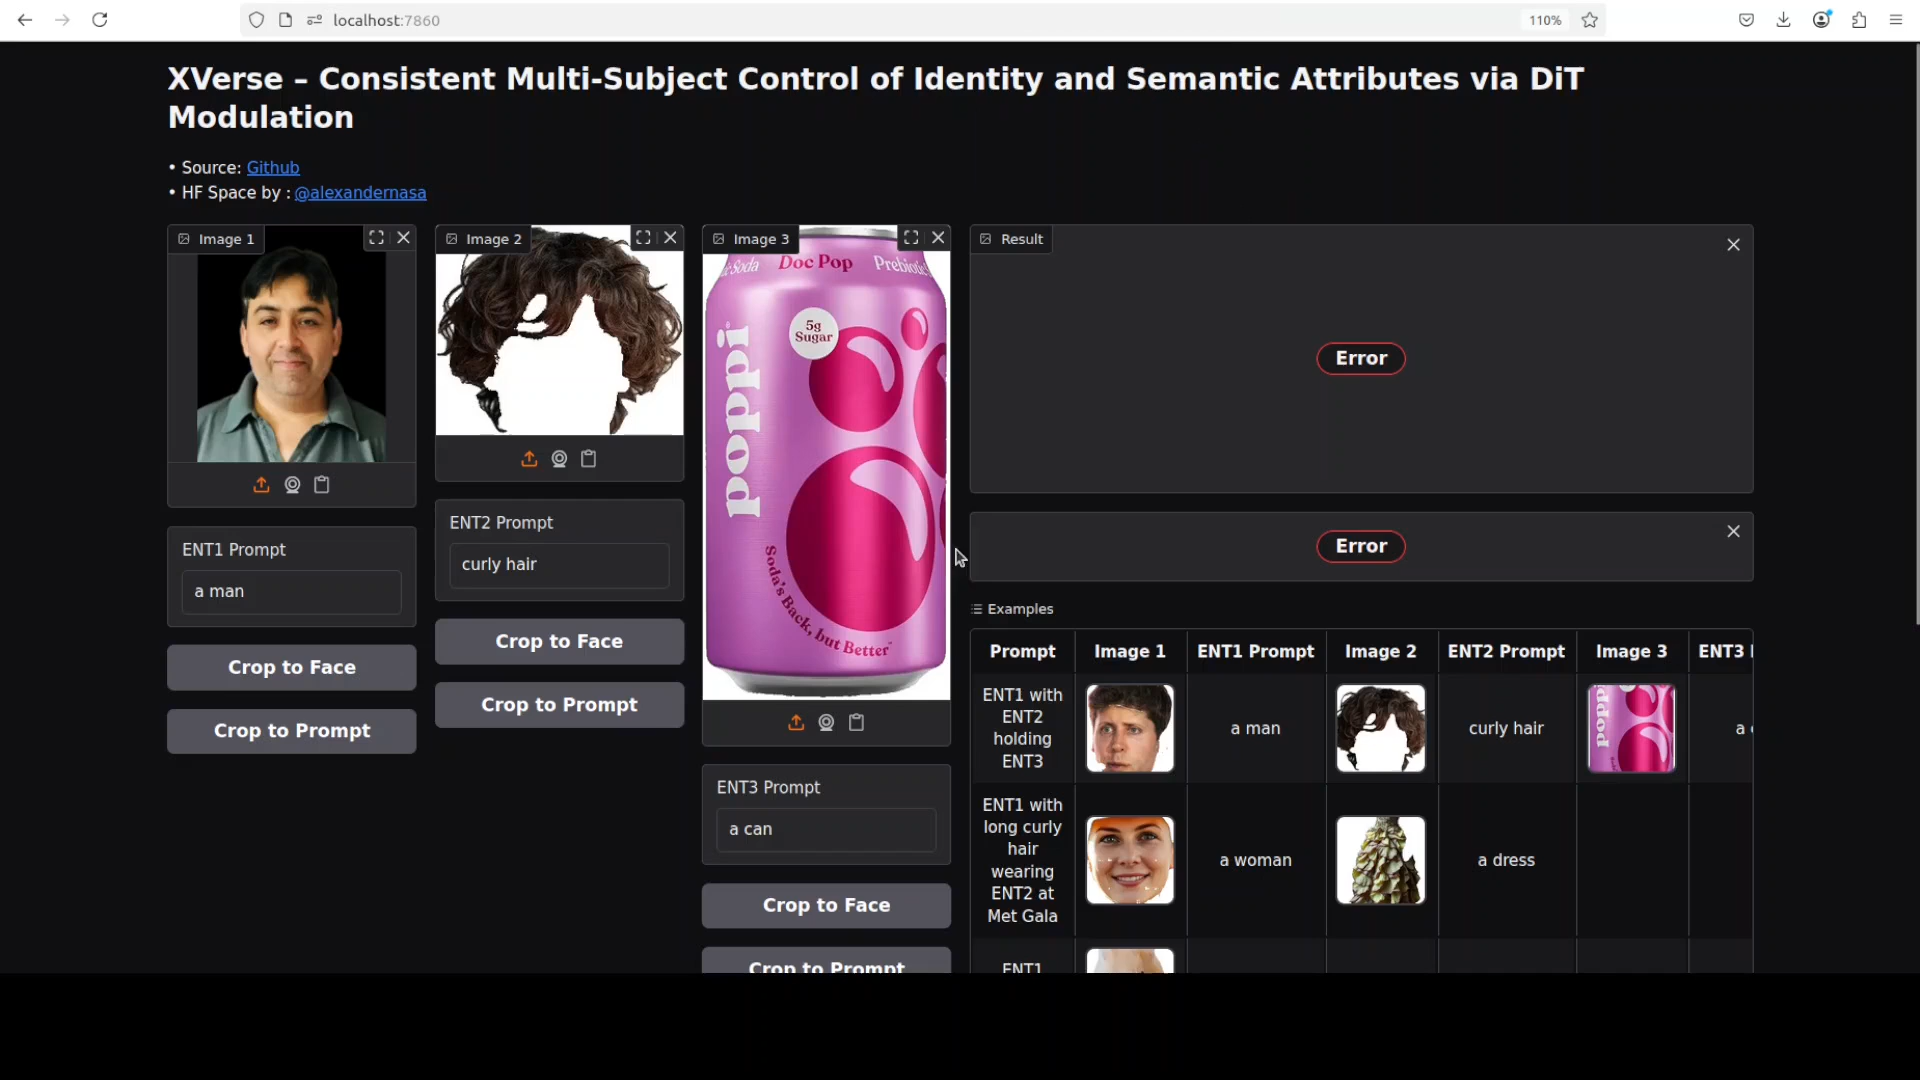 localhost:7860
110%
XVerse – Consistent Multi-Subject Control of Identity and Semantic Attributes via DiT
Modulation
• Source: Github
• HF Space by : @alexandernasa
Image 1
Image 2
Image 3
Result
Soda
Doc Pop
5g
Sugar
poppi
Soda's Back, but Better
Error
Error
ENT1 Prompt
a man
Crop to Face
Crop to Prompt
ENT2 Prompt
curly hair
Crop to Face
Crop to Prompt
ENT3 Prompt
a can
Crop to Face
Crop to Prompt
Examples
Prompt Image 1 ENT1 Prompt Image 2 ENT2 Prompt Image 3 ENT3
ENT1 with
ENT2
holding
ENT3
a man
curly hair
poppi
a
ENT1 with
long curly
hair
wearing
ENT2 at
Met Gala
a woman
a dress
ENT1